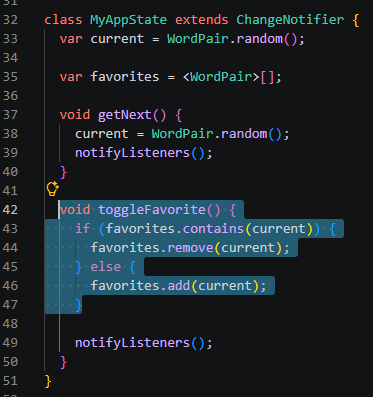 32 class MyAppState extends ChangeNotifier {
33   var current = WordPair.random();
34
35   var favorites = <WordPair>[];
36
37   void getNext() {
38     current = WordPair.random();
39     notifyListeners();
40   }
41
42   void toggleFavorite() {
43     if (favorites.contains(current)) {
44       favorites.remove(current);
45     } else {
46       favorites.add(current);
47     }
48
49     notifyListeners();
50   }
51 }